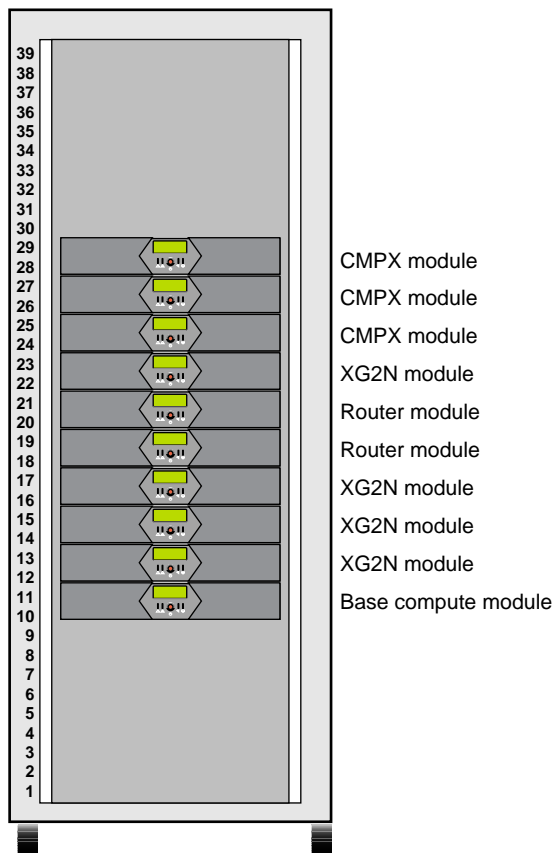 39
38
37
36
35
34
33
32
31
30
29
28 CMPX module
27
26 CMPX module
25
24 CMPX module
23
22 XG2N module
21
20 Router module
19
18 Router module
17
16 XG2N module
15
14 XG2N module
13
12 XG2N module
11
10 Base compute module
9
8
7
6
5
4
3
2
1